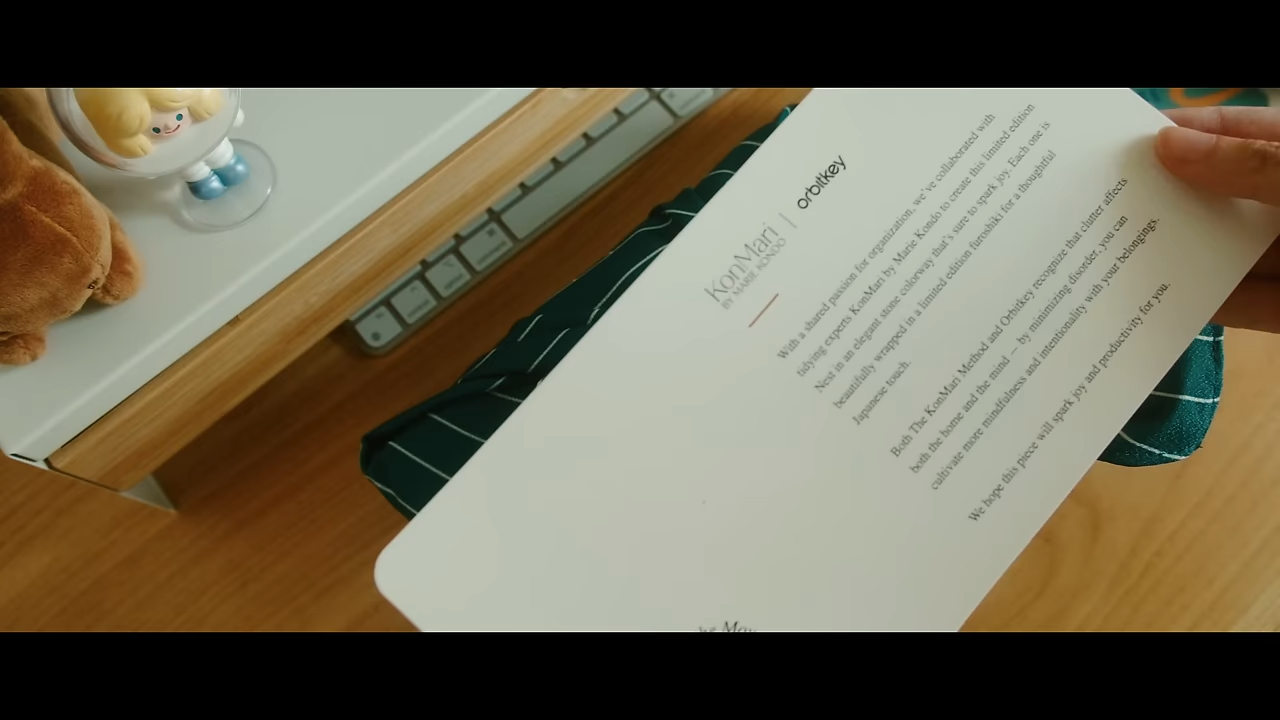 KonMari | orbitkey
BY MARIE KONDO
With a shared passion for organization, we've collaborated with
tidying experts KonMari by Marie Kondo to create this limited edition
Nest in an elegant stone colorway that's sure to spark joy. Each one is
beautifully wrapped in a limited edition furoshiki for a thoughtful
Japanese touch.
Both The KonMari Method and Orbitkey recognize that clutter affects
both the home and the mind — by minimizing disorder, you can
cultivate more mindfulness and intentionality with your belongings.
We hope this piece will spark joy and productivity for you.